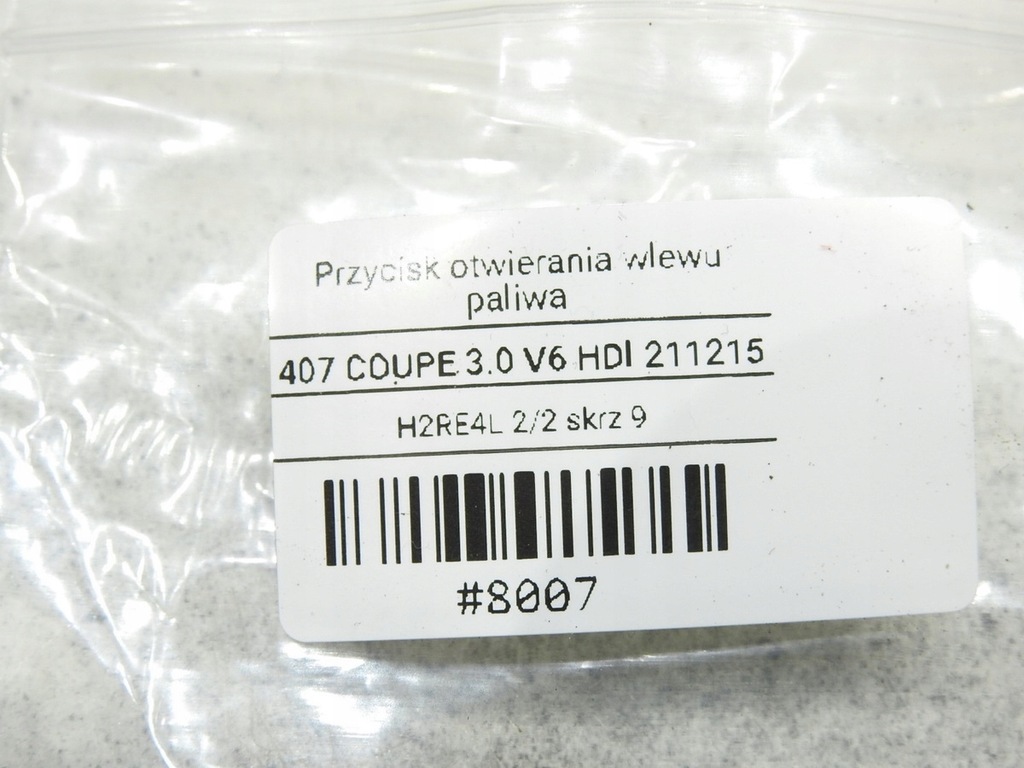 Przycisk otwierania wlewu
paliwa
407 COUPE 3.0 V6 HDI 211215
H2RE4L 2/2 skrz 9
#8007